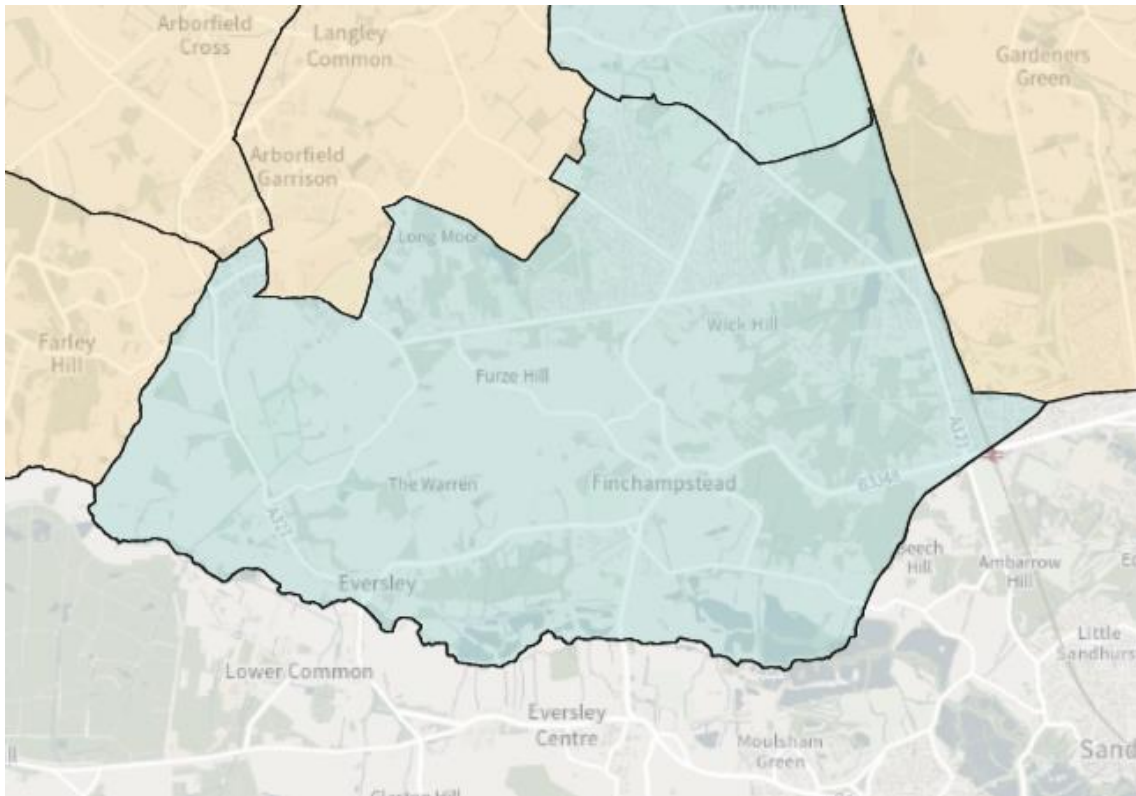 Arborfield
Cross
Langley
Common
Gardeners
Green
Arborfield
Garrison
Long Moor
Farley
Hill
Wick Hill
Furze Hill
A321
The Warren
Finchampstead
B3348
A327
Eversley
Beech
Hill
Ambarrow
Hill
Little
Sandhurs
Lower Common
Eversley
Centre
Moulsham
Green
Sand